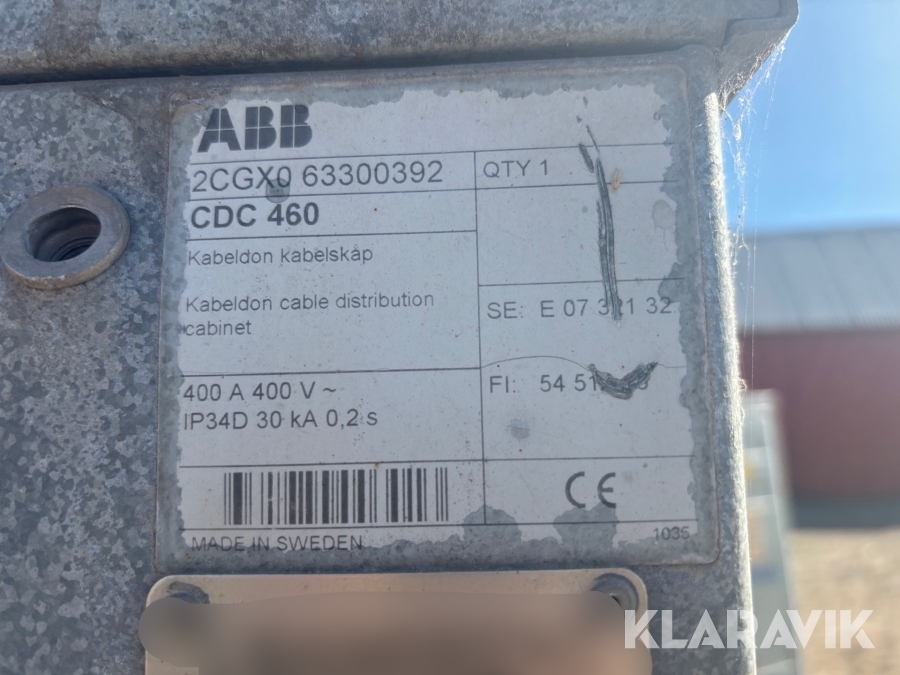 ABB
2CGX0 63300392
QTY 1
CDC 460
Kabeldon kabelskåp
Kabeldon cable distribution
cabinet
SE: E 07 321 32
400 A 400 V ~
IP34D 30 kA 0,2 s
FI: 54 51
CE
MADE IN SWEDEN
1035
KLARAVIK